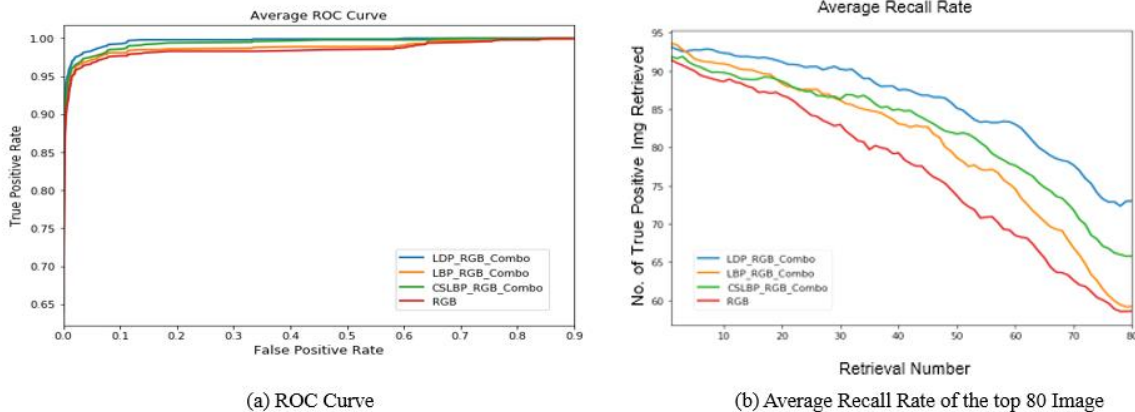 Average ROC Curve
1.00
0.95
0.90
0.85
0.80
0.75
0.70
0.65
True Positive Rate
0.0 0.1 0.2 0.3 0.4 0.5 0.6 0.7 0.8 0.9
False Positive Rate
LDP_RGB_Combo
LBP_RGB_Combo
CSLBP_RGB_Combo
RGB
(a) ROC Curve
Average Recall Rate
95
90
85
80
75
70
65
60
No. of True Positive Img Retrieved
10 20 30 40 50 60 70 80
Retrieval Number
LDP_RGB_Combo
LBP_RGB_Combo
CSLBP_RGB_Combo
RGB
(b) Average Recall Rate of the top 80 Image